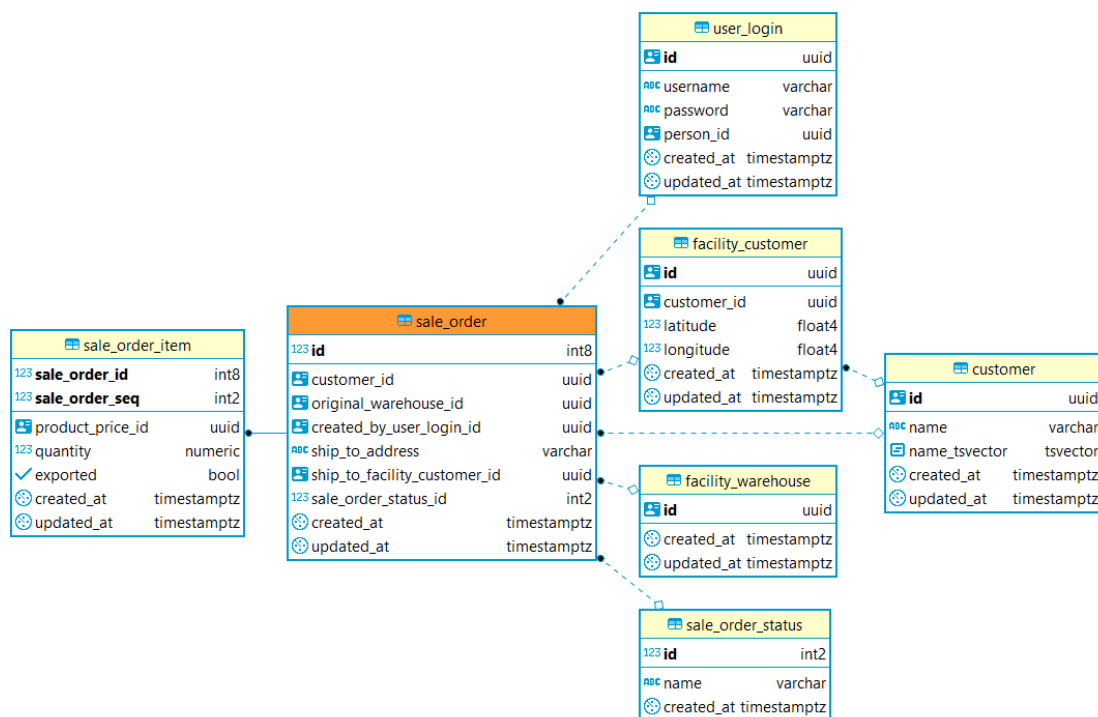 user_login
id uuid
username varchar
password varchar
person_id uuid
created_at timestamptz
updated_at timestamptz
facility_customer
id uuid
customer_id uuid
latitude float4
longitude float4
created_at timestamptz
updated_at timestamptz
sale_order
id int8
customer_id uuid
original_warehouse_id uuid
created_by_user_login_id uuid
ship_to_address varchar
ship_to_facility_customer_id uuid
sale_order_status_id int2
created_at timestamptz
updated_at timestamptz
sale_order_item
sale_order_id int8
sale_order_seq int2
product_price_id uuid
quantity numeric
exported bool
created_at timestamptz
updated_at timestamptz
customer
id uuid
name varchar
name_tsvector tsvector
created_at timestamptz
updated_at timestamptz
facility_warehouse
id uuid
created_at timestamptz
updated_at timestamptz
sale_order_status
id int2
name varchar
created_at timestamptz